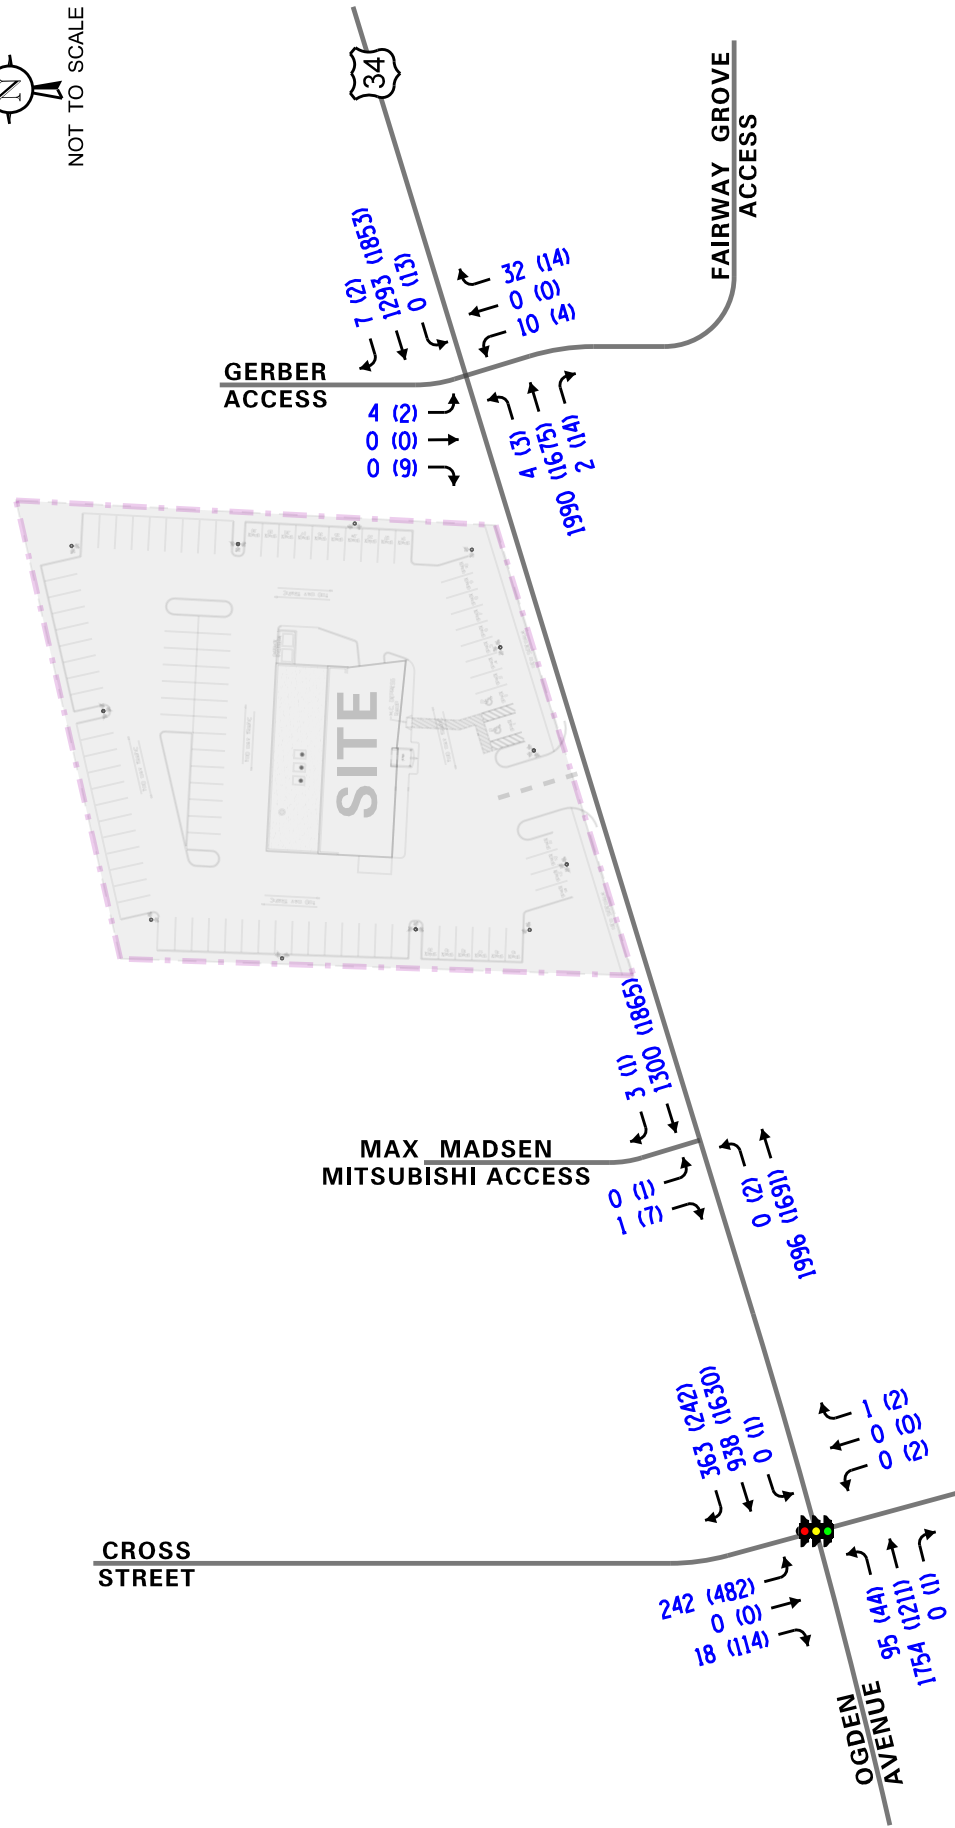 N
NOT TO SCALE
34
FAIRWAY GROVE
ACCESS
7 (2)
1293 (1853)
0 (13)
32 (14)
0 (0)
10 (4)
GERBER
ACCESS
4 (2)
0 (0)
0 (9)
4 (3)
1990 (1675)
2 (14)
SITE
3 (1)
1300 (1865)
MAX MADSEN
MITSUBISHI ACCESS
0 (1)
1 (7)
0 (2)
1996 (1691)
363 (242)
938 (1630)
0 (1)
1 (2)
0 (0)
0 (2)
CROSS
STREET
242 (482)
0 (0)
18 (114)
95 (44)
1754 (1211)
0 (1)
OGDEN
AVENUE